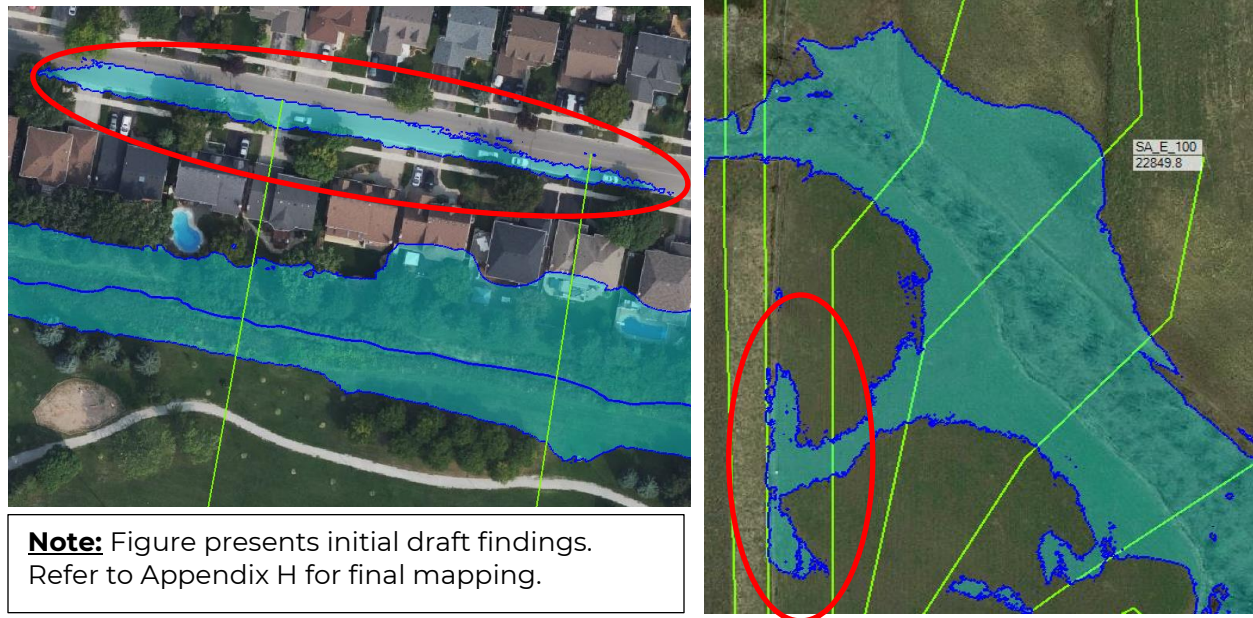 SA_E_100
22849.8
Note: Figure presents initial draft findings.
Refer to Appendix H for final mapping.